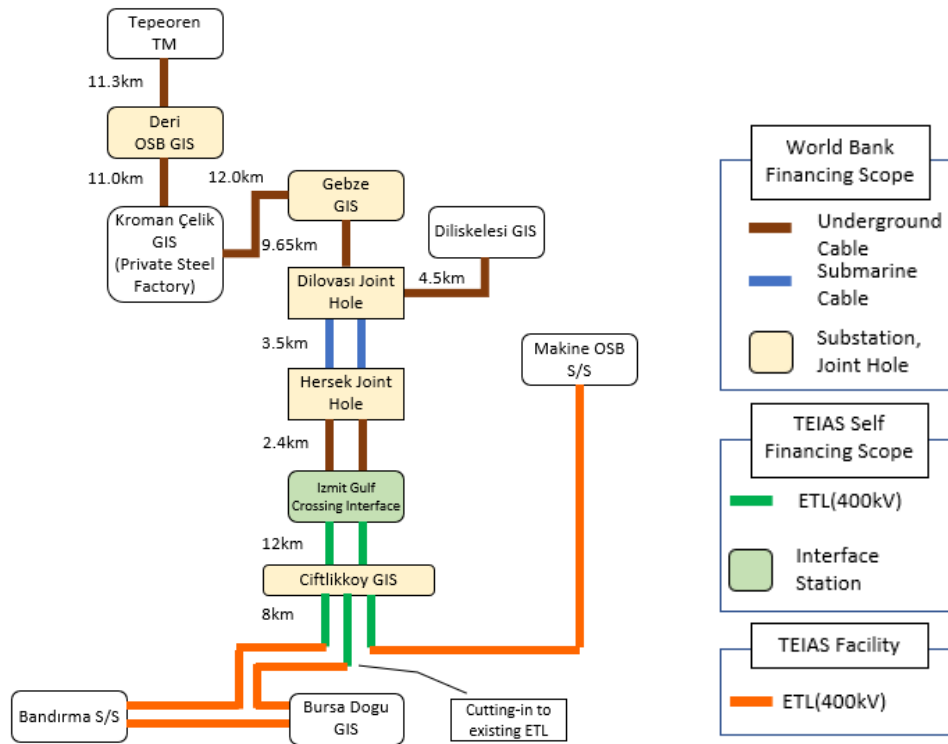 Tepeoren
TM
11.3km
Deri
OSB GIS
11.0km
12.0km
Gebze
GIS
Kroman Çelik
GIS
(Private Steel
Factory)
9.65km
Diliskelesi GIS
4.5km
Dilovası Joint
Hole
3.5km
Makine OSB
S/S
Hersek Joint
Hole
2.4km
Izmit Gulf
Crossing Interface
12km
Ciftlikkoy GIS
8km
Bandırma S/S
Bursa Dogu
GIS
Cutting-in to
existing ETL
World Bank
Financing Scope
Underground
Cable
Submarine
Cable
Substation,
Joint Hole
TEIAS Self
Financing Scope
ETL(400kV)
Interface
Station
TEIAS Facility
ETL(400kV)